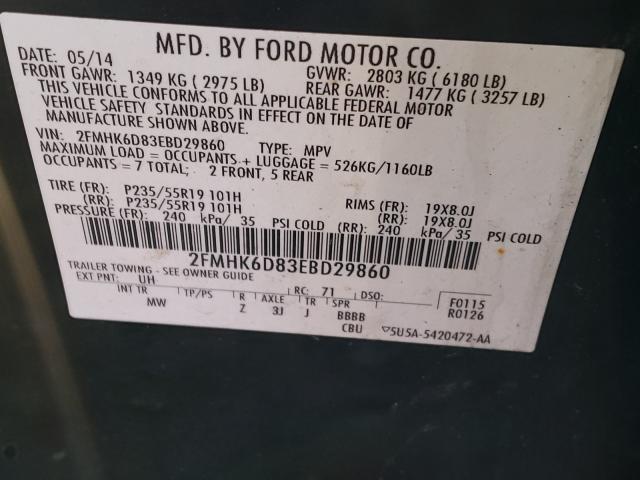 MFD. BY FORD MOTOR CO.
DATE: 05/14 GVWR: 2803 KG ( 6180 LB)
FRONT GAWR: 1349 KG ( 2975 LB) REAR GAWR: 1477 KG ( 3257 LB)
THIS VEHICLE CONFORMS TO ALL APPLICABLE FEDERAL MOTOR
VEHICLE SAFETY STANDARDS IN EFFECT ON THE DATE OF
MANUFACTURE SHOWN ABOVE.
VIN: 2FMHK6D83EBD29860 TYPE: MPV
MAXIMUM LOAD = OCCUPANTS + LUGGAGE = 526KG/1160LB
OCCUPANTS = 7 TOTAL; 2 FRONT, 5 REAR
TIRE (FR): P235/55R19 101H RIMS (FR): 19X8.0J
(RR): P235/55R19 101H (RR): 19X8.0J
PRESSURE (FR): 240 kPa/ 35 PSI COLD (RR): 240 kPa/ 35 PSI COLD
2FMHK6D83EBD29860
TRAILER TOWING - SEE OWNER GUIDE
EXT PNT: UH RC: 71 DSO: F0115
INT TR TP/PS R AXLE TR SPR R0126
MW Z 3J J BBBB
CBU 5U5A-5420472-AA